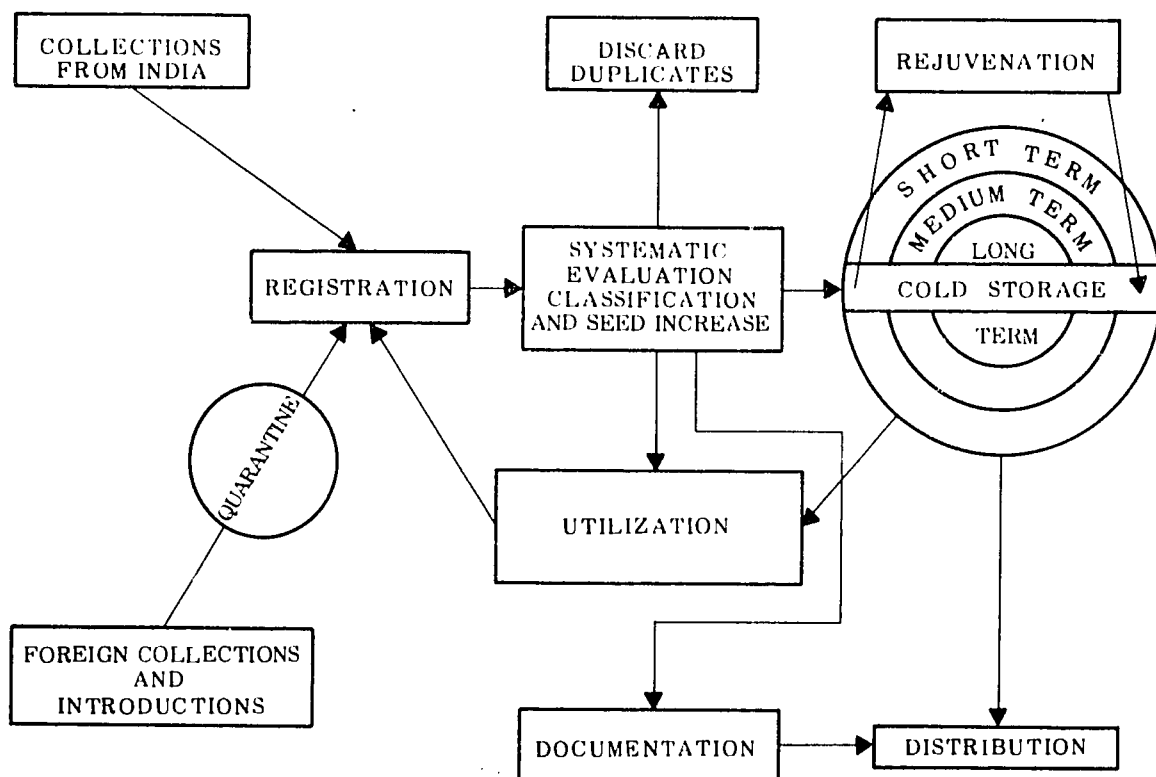 COLLECTIONS
FROM INDIA
DISCARD
DUPLICATES
REJUVENATION
SHORT TERM
MEDIUM TERM
LONG
COLD STORAGE
TERM
REGISTRATION
SYSTEMATIC
EVALUATION
CLASSIFICATION
AND SEED INCREASE
QUARANTINE
UTILIZATION
FOREIGN COLLECTIONS
AND
INTRODUCTIONS
DOCUMENTATION
DISTRIBUTION